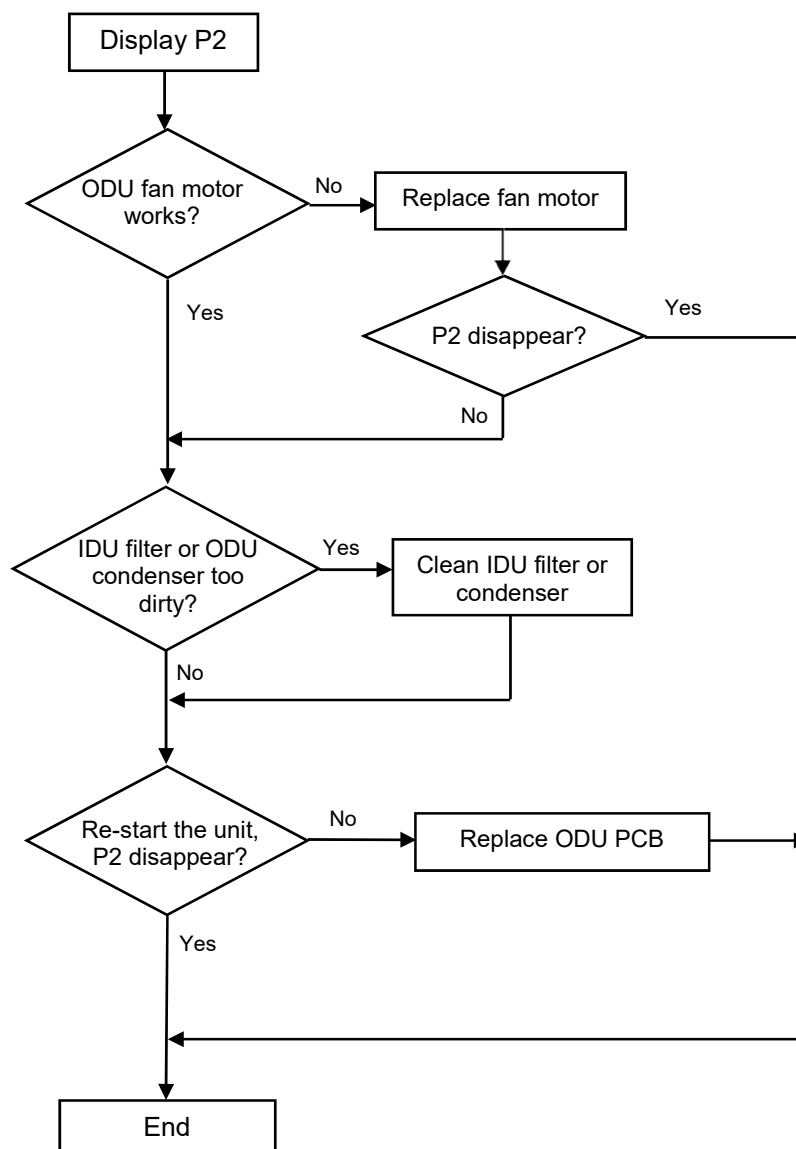 Display P2
ODU fan motor
works?
No
Replace fan motor
Yes
P2 disappear?
Yes
No
IDU filter or ODU
condenser too
dirty?
Yes
Clean IDU filter or
condenser
No
Re-start the unit,
P2 disappear?
No
Replace ODU PCB
Yes
End